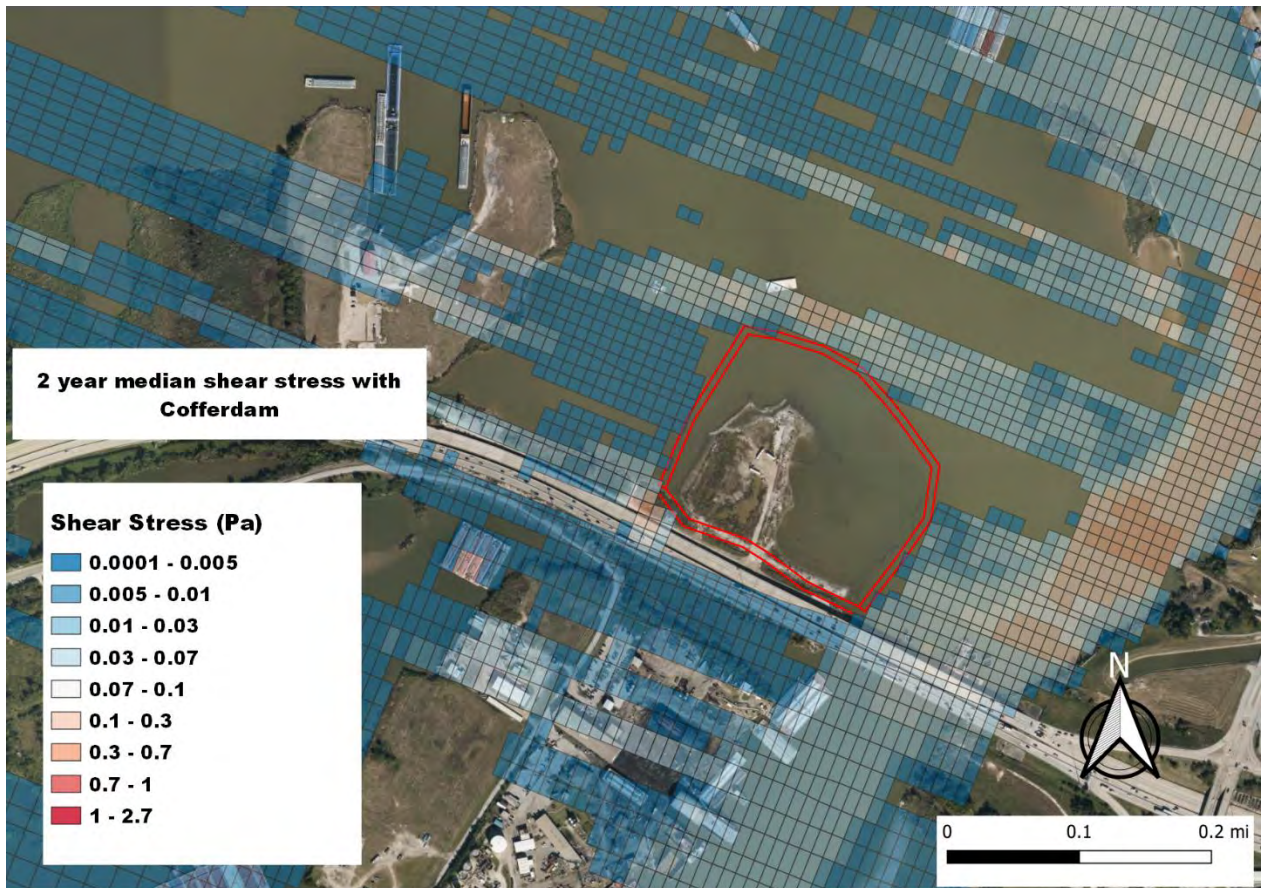 2 year median shear stress with
Cofferdam
Shear Stress (Pa)
0.0001 - 0.005
0.005 - 0.01
0.01 - 0.03
0.03 - 0.07
0.07 - 0.1
0.1 - 0.3
0.3 - 0.7
0.7 - 1
1 - 2.7
N
0 0.1 0.2 mi